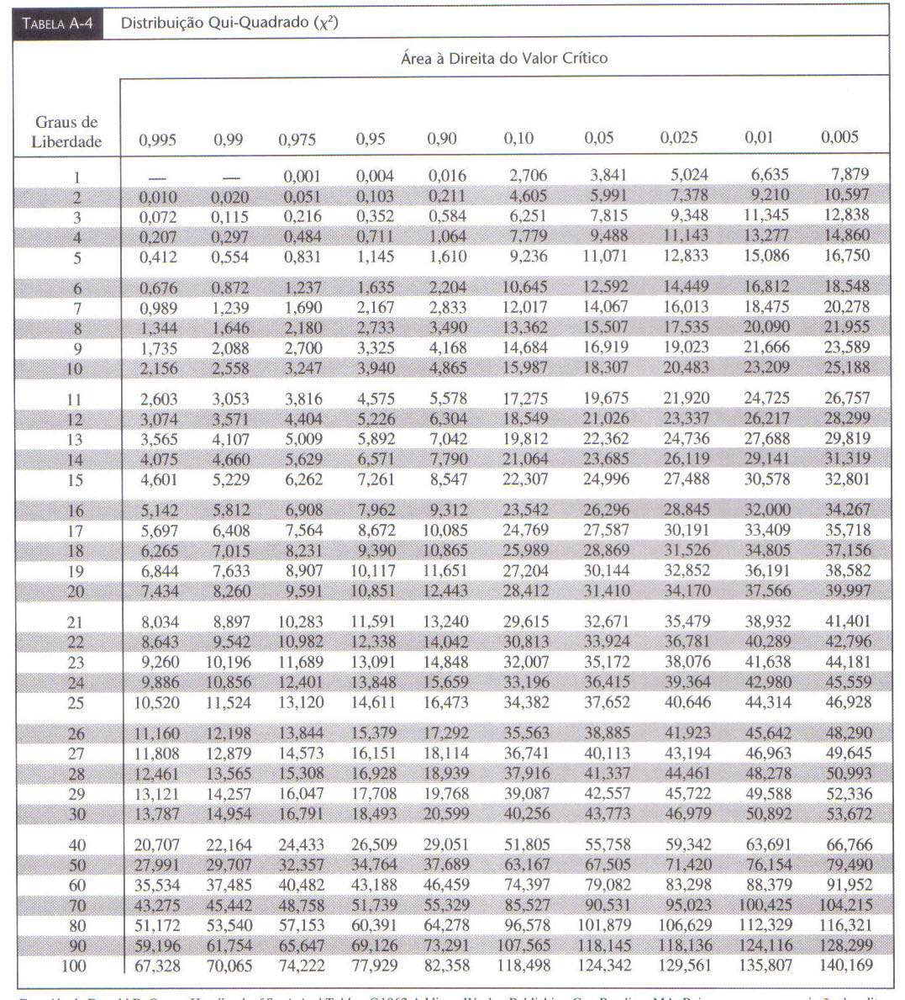 TABELA A-4 Distribuição Qui-Quadrado (χ²)
Área à Direita do Valor Crítico
Graus de
Liberdade 0,995 0,99 0,975 0,95 0,90 0,10 0,05 0,025 0,01 0,005
1 — — 0,001 0,004 0,016 2,706 3,841 5,024 6,635 7,879
2 0,010 0,020 0,051 0,103 0,211 4,605 5,991 7,378 9,210 10,597
3 0,072 0,115 0,216 0,352 0,584 6,251 7,815 9,348 11,345 12,838
4 0,207 0,297 0,484 0,711 1,064 7,779 9,488 11,143 13,277 14,860
5 0,412 0,554 0,831 1,145 1,610 9,236 11,071 12,833 15,086 16,750
6 0,676 0,872 1,237 1,635 2,204 10,645 12,592 14,449 16,812 18,548
7 0,989 1,239 1,690 2,167 2,833 12,017 14,067 16,013 18,475 20,278
8 1,344 1,646 2,180 2,733 3,490 13,362 15,507 17,535 20,090 21,955
9 1,735 2,088 2,700 3,325 4,168 14,684 16,919 19,023 21,666 23,589
10 2,156 2,558 3,247 3,940 4,865 15,987 18,307 20,483 23,209 25,188
11 2,603 3,053 3,816 4,575 5,578 17,275 19,675 21,920 24,725 26,757
12 3,074 3,571 4,404 5,226 6,304 18,549 21,026 23,337 26,217 28,299
13 3,565 4,107 5,009 5,892 7,042 19,812 22,362 24,736 27,688 29,819
14 4,075 4,660 5,629 6,571 7,790 21,064 23,685 26,119 29,141 31,319
15 4,601 5,229 6,262 7,261 8,547 22,307 24,996 27,488 30,578 32,801
16 5,142 5,812 6,908 7,962 9,312 23,542 26,296 28,845 32,000 34,267
17 5,697 6,408 7,564 8,672 10,085 24,769 27,587 30,191 33,409 35,718
18 6,265 7,015 8,231 9,390 10,865 25,989 28,869 31,526 34,805 37,156
19 6,844 7,633 8,907 10,117 11,651 27,204 30,144 32,852 36,191 38,582
20 7,434 8,260 9,591 10,851 12,443 28,412 31,410 34,170 37,566 39,997
21 8,034 8,897 10,283 11,591 13,240 29,615 32,671 35,479 38,932 41,401
22 8,643 9,542 10,982 12,338 14,042 30,813 33,924 36,781 40,289 42,796
23 9,260 10,196 11,689 13,091 14,848 32,007 35,172 38,076 41,638 44,181
24 9,886 10,856 12,401 13,848 15,659 33,196 36,415 39,364 42,980 45,559
25 10,520 11,524 13,120 14,611 16,473 34,382 37,652 40,646 44,314 46,928
26 11,160 12,198 13,844 15,379 17,292 35,563 38,885 41,923 45,642 48,290
27 11,808 12,879 14,573 16,151 18,114 36,741 40,113 43,194 46,963 49,645
28 12,461 13,565 15,308 16,928 18,939 37,916 41,337 44,461 48,278 50,993
29 13,121 14,257 16,047 17,708 19,768 39,087 42,557 45,722 49,588 52,336
30 13,787 14,954 16,791 18,493 20,599 40,256 43,773 46,979 50,892 53,672
40 20,707 22,164 24,433 26,509 29,051 51,805 55,758 59,342 63,691 66,766
50 27,991 29,707 32,357 34,764 37,689 63,167 67,505 71,420 76,154 79,490
60 35,534 37,485 40,482 43,188 46,459 74,397 79,082 83,298 88,379 91,952
70 43,275 45,442 48,758 51,739 55,329 85,527 90,531 95,023 100,425 104,215
80 51,172 53,540 57,153 60,391 64,278 96,578 101,879 106,629 112,329 116,321
90 59,196 61,754 65,647 69,126 73,291 107,565 118,145 118,136 124,116 128,299
100 67,328 70,065 74,222 77,929 82,358 118,498 124,342 129,561 135,807 140,169